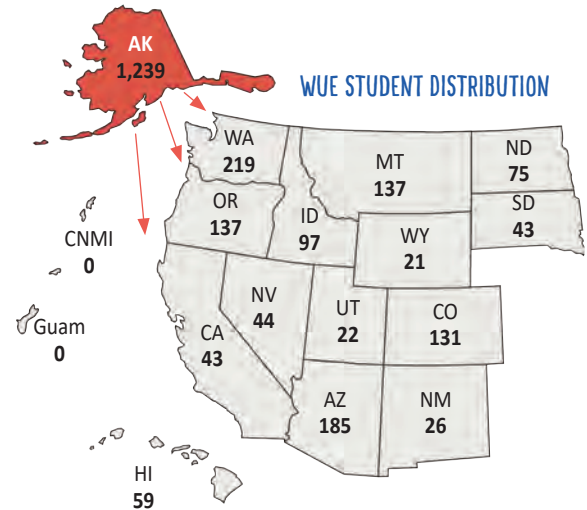 AK
1,239
WUE STUDENT DISTRIBUTION
WA
219
MT
137
ND
75
OR
137
ID
97
SD
43
WY
21
CNMI
0
NV
44
UT
22
CO
131
Guam
0
CA
43
AZ
185
NM
26
HI
59